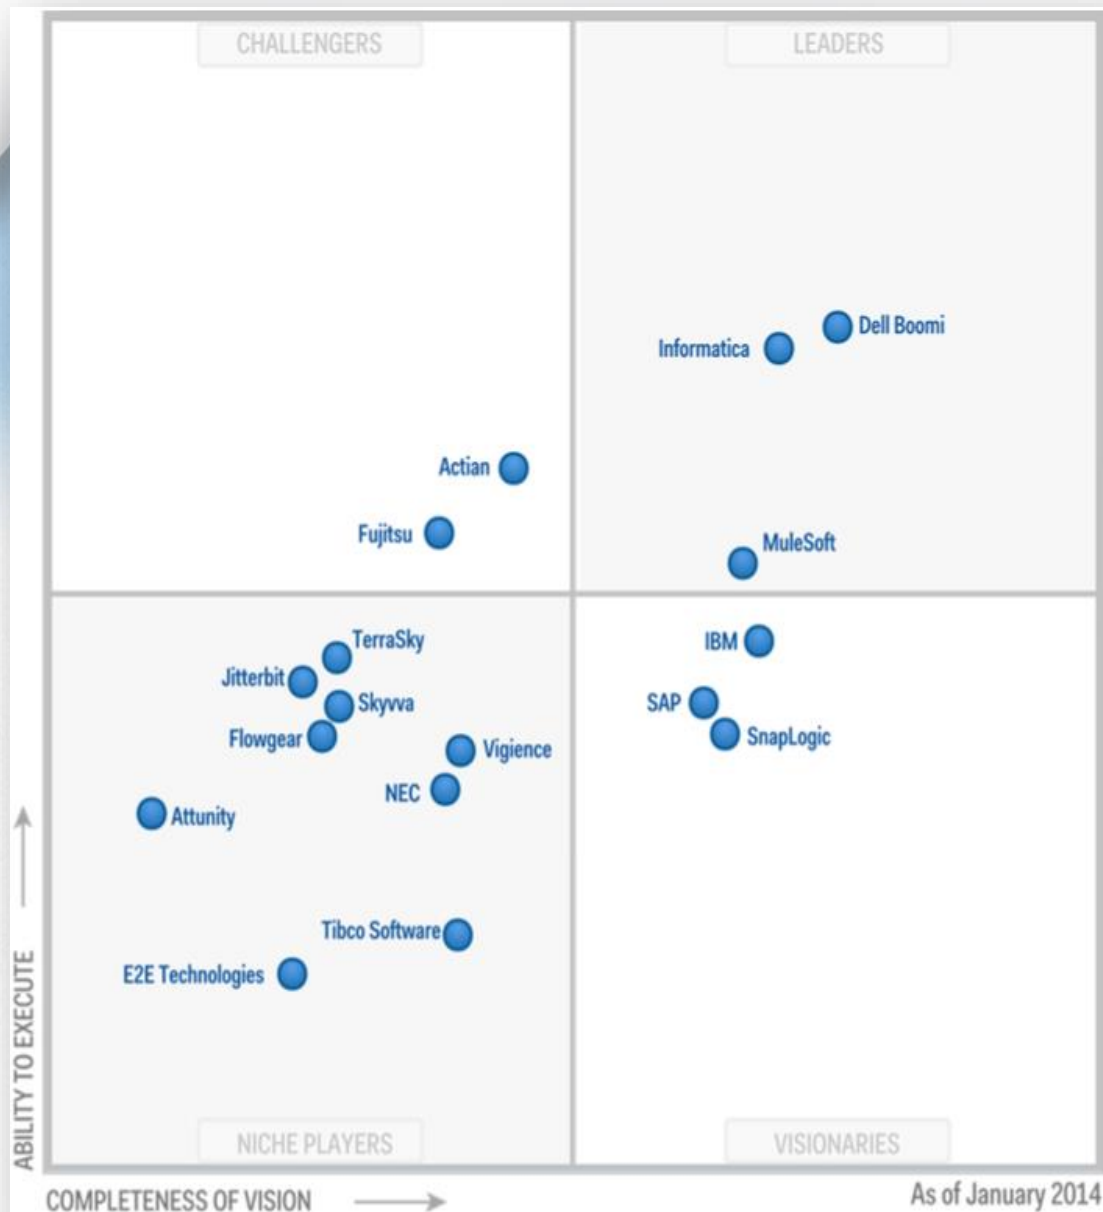 CHALLENGERS
LEADERS
Dell Boomi
Informatica
Actian
Fujitsu
MuleSoft
TerraSky
IBM
Jitterbit
Skyvva
SAP
Flowgear
SnapLogic
Vigience
NEC
Attunity
Tibco Software
E2E Technologies
ABILITY TO EXECUTE
NICHE PLAYERS
VISIONARIES
COMPLETENESS OF VISION
As of January 2014